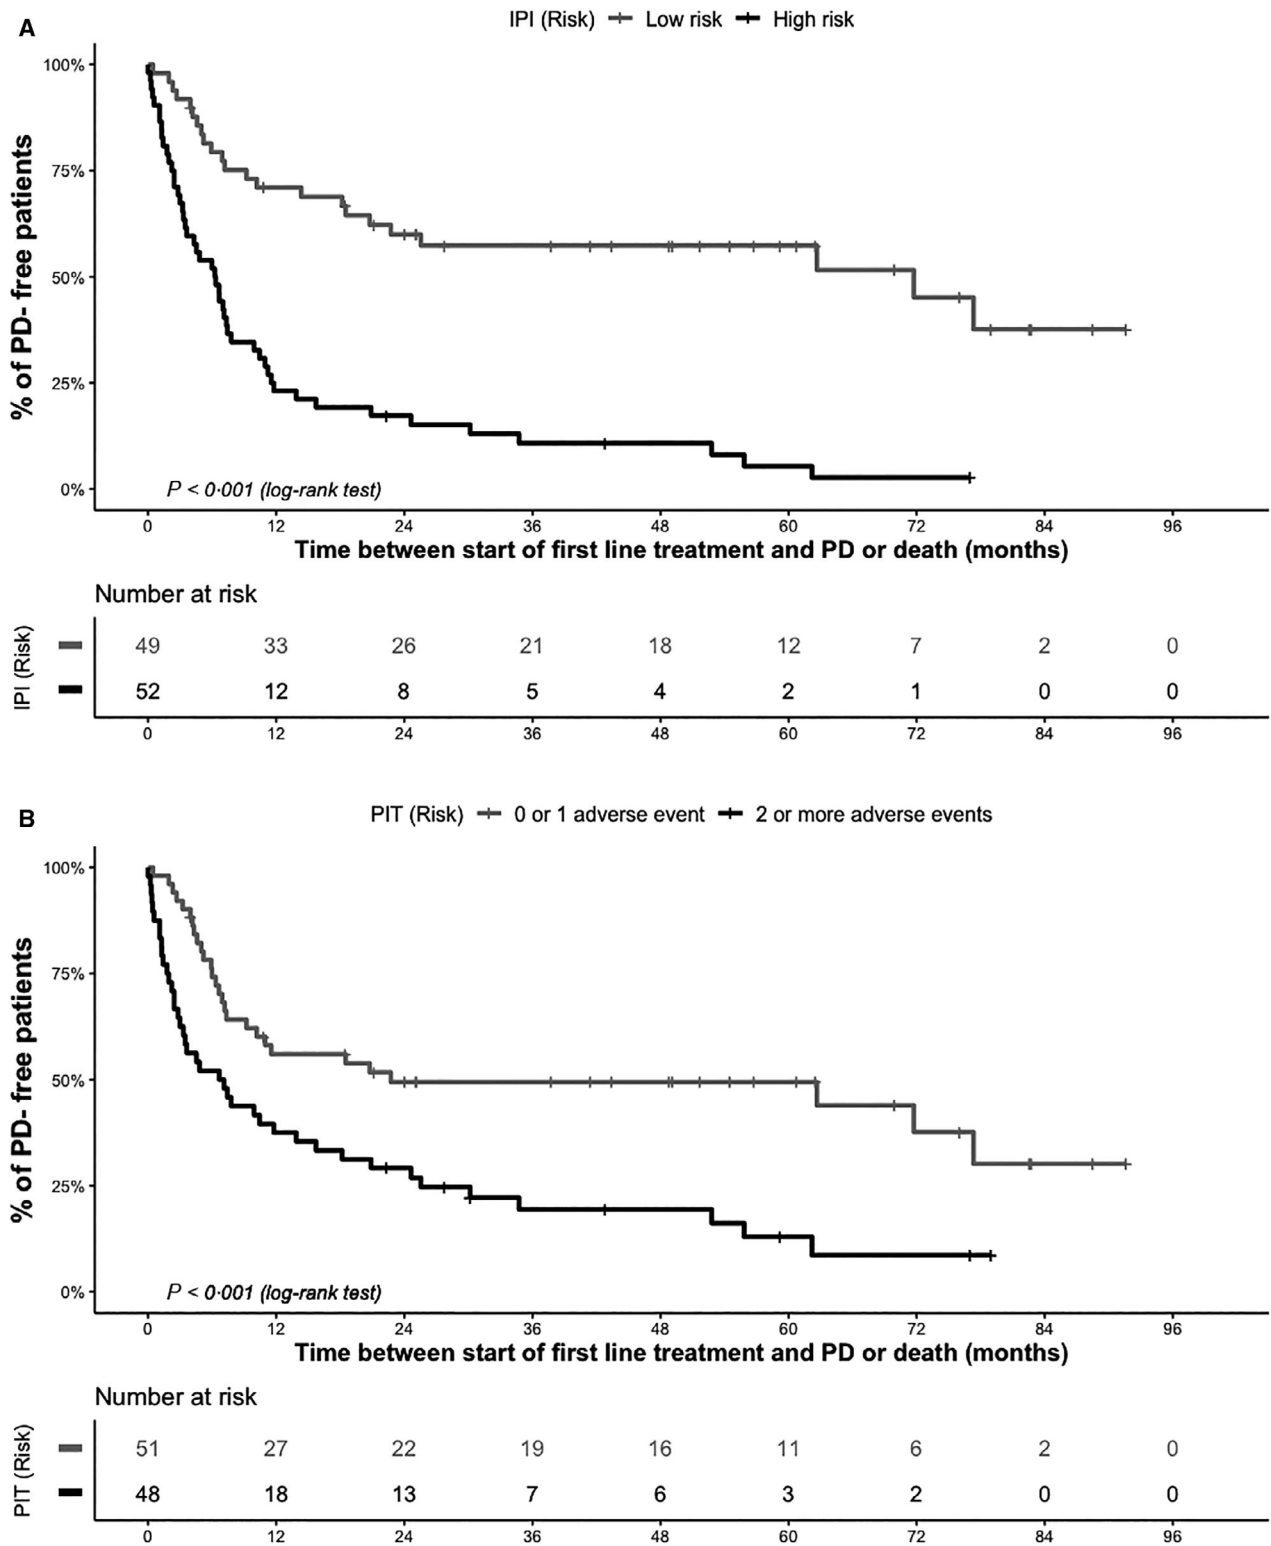 A
IPI (Risk) Low risk High risk
% of PD- free patients
100%
75%
50%
25%
0%
P < 0·001 (log-rank test)
0 12 24 36 48 60 72 84 96
Time between start of first line treatment and PD or death (months)
Number at risk
IPI (Risk)
49 33 26 21 18 12 7 2 0
52 12 8 5 4 2 1 0 0
0 12 24 36 48 60 72 84 96
B
PIT (Risk) 0 or 1 adverse event 2 or more adverse events
% of PD- free patients
100%
75%
50%
25%
0%
P < 0·001 (log-rank test)
0 12 24 36 48 60 72 84 96
Time between start of first line treatment and PD or death (months)
Number at risk
PIT (Risk)
51 27 22 19 16 11 6 2 0
48 18 13 7 6 3 2 0 0
0 12 24 36 48 60 72 84 96